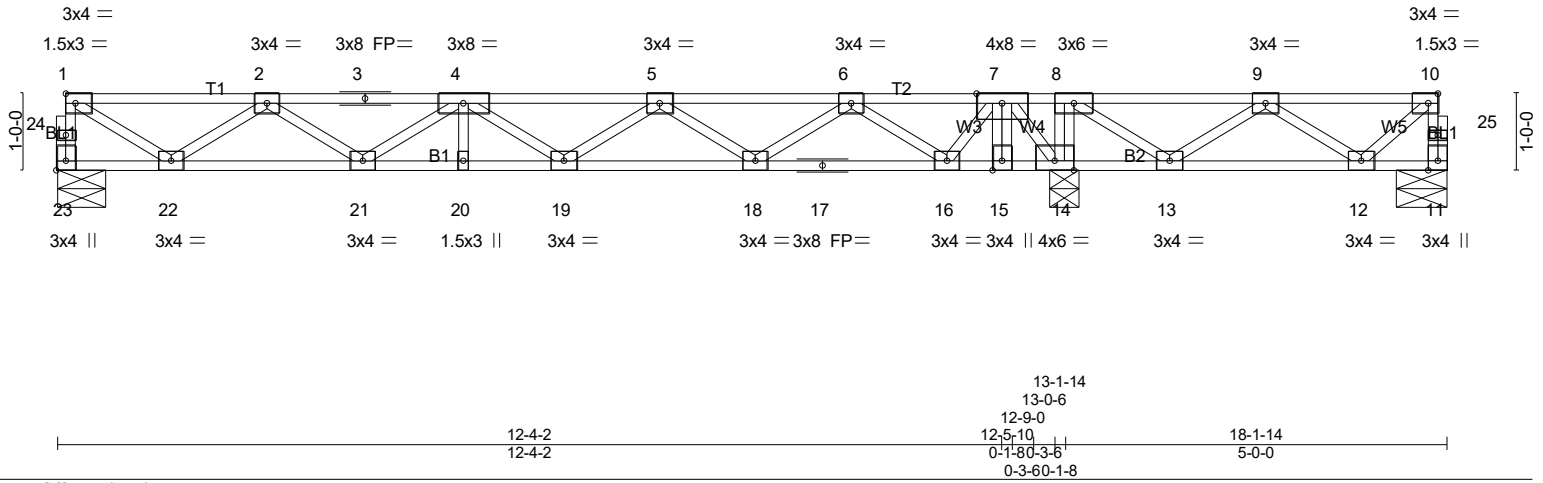 3x4 = 3x4 =
1.5x3 = 3x4 = 3x8 FP= 3x8 = 3x4 = 3x4 = 4x8 = 3x6 = 3x4 = 1.5x3 =
1 2 3 4 5 6 7 8 9 10
T1 T2
1-0-0 24 BL1 W3 W4 W5 BL1 25 1-0-0
B1 B2
23 22 21 20 19 18 17 16 15 14 13 12 11
3x4 || 3x4 = 3x4 = 1.5x3 || 3x4 = 3x4 = 3x8 FP= 3x4 = 3x4 || 4x6 = 3x4 = 3x4 = 3x4 ||
13-1-14
13-0-6
12-9-0
12-4-2 12-5-10 18-1-14
12-4-2 0-1-8 0-3-6 5-0-0
0-3-6 0-1-8